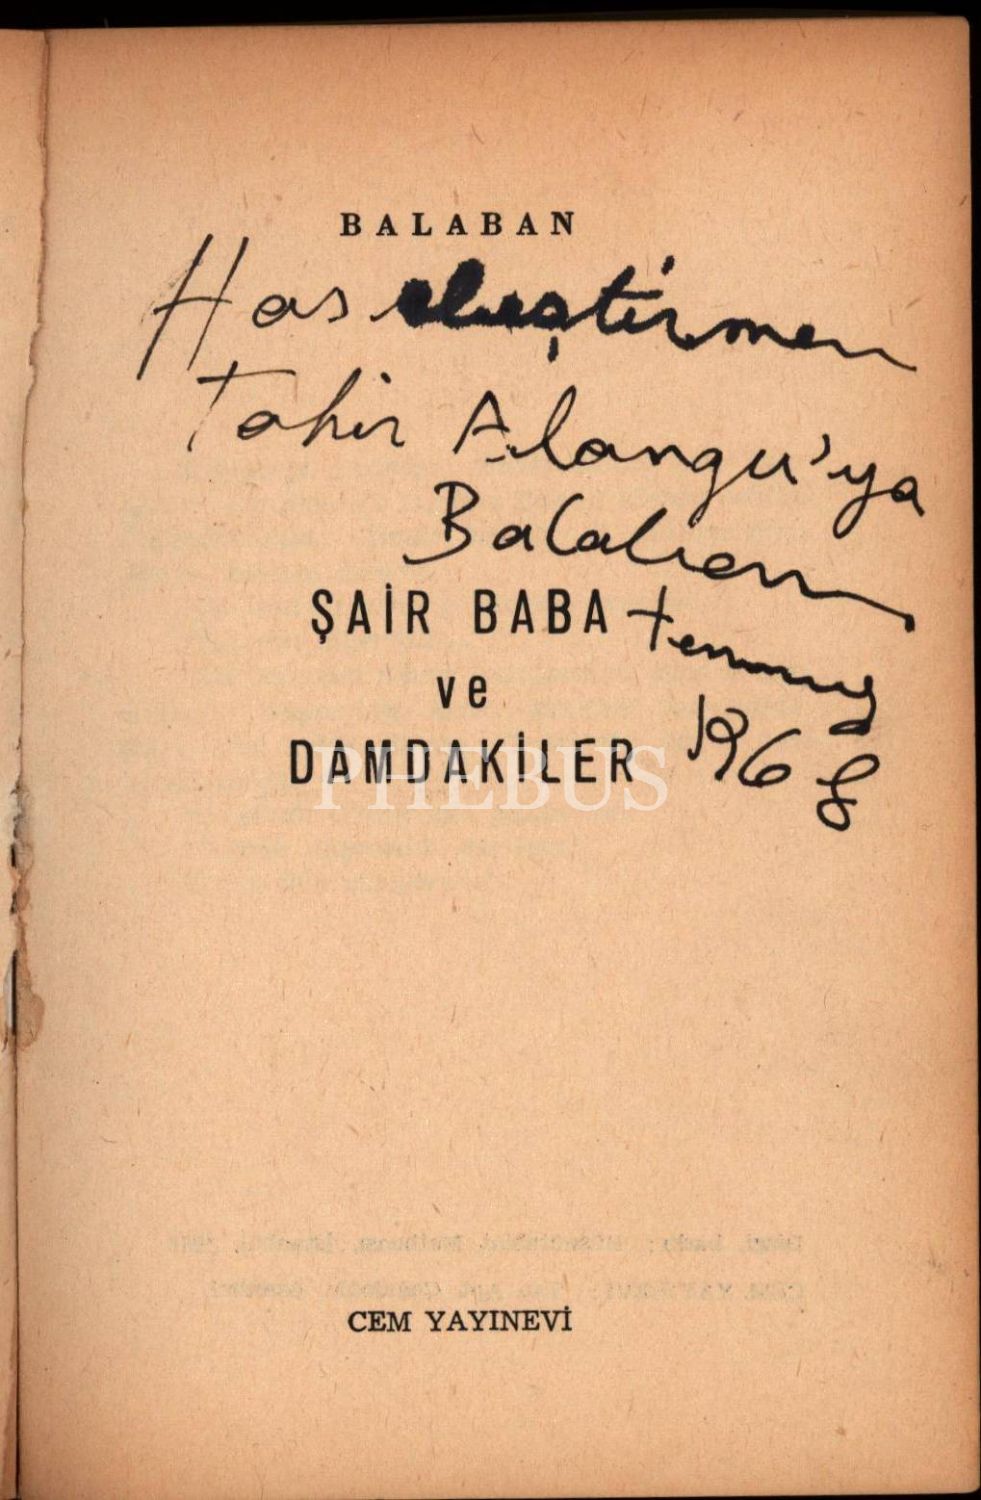 BALABAN
Has eleştirmen
Tahir Alangu'ya
Balaban
ŞAİR BABA
temmuz
ve
1968
DAMDAKİLER
PHEBUS
CEM YAYINEVİ